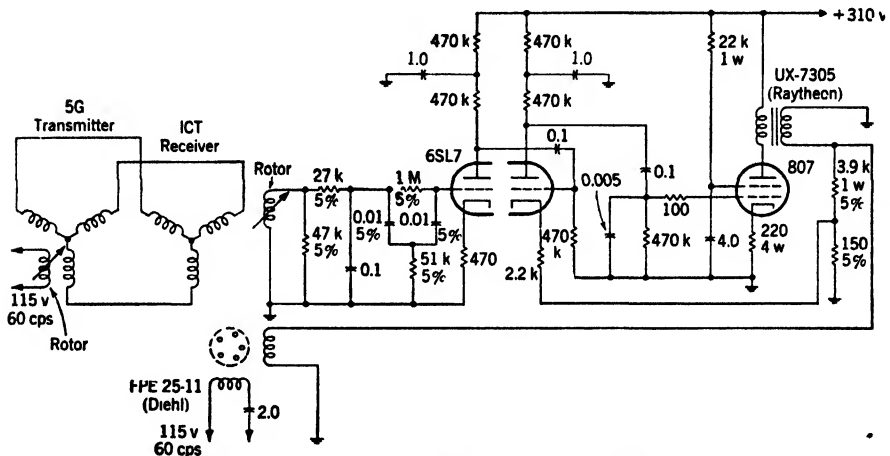 +310 v
470 k
470 k
22 k
1 w
UX-7305
(Raytheon)
1.0
1.0
470 k
470 k
5G
Transmitter
ICT
Receiver
Rotor
27 k
5%
1 M
5%
6SL7
0.1
0.1
0.005
807
3.9 k
1 w
5%
0.01
5%
0.01
5%
100
47 k
5%
0.1
51 k
5%
470
2.2 k
470
k
470 k
4.0
220
4 w
150
5%
115 v
60 cps
Rotor
FPE 25-11
(Diehl)
2.0
115 v
60 cps